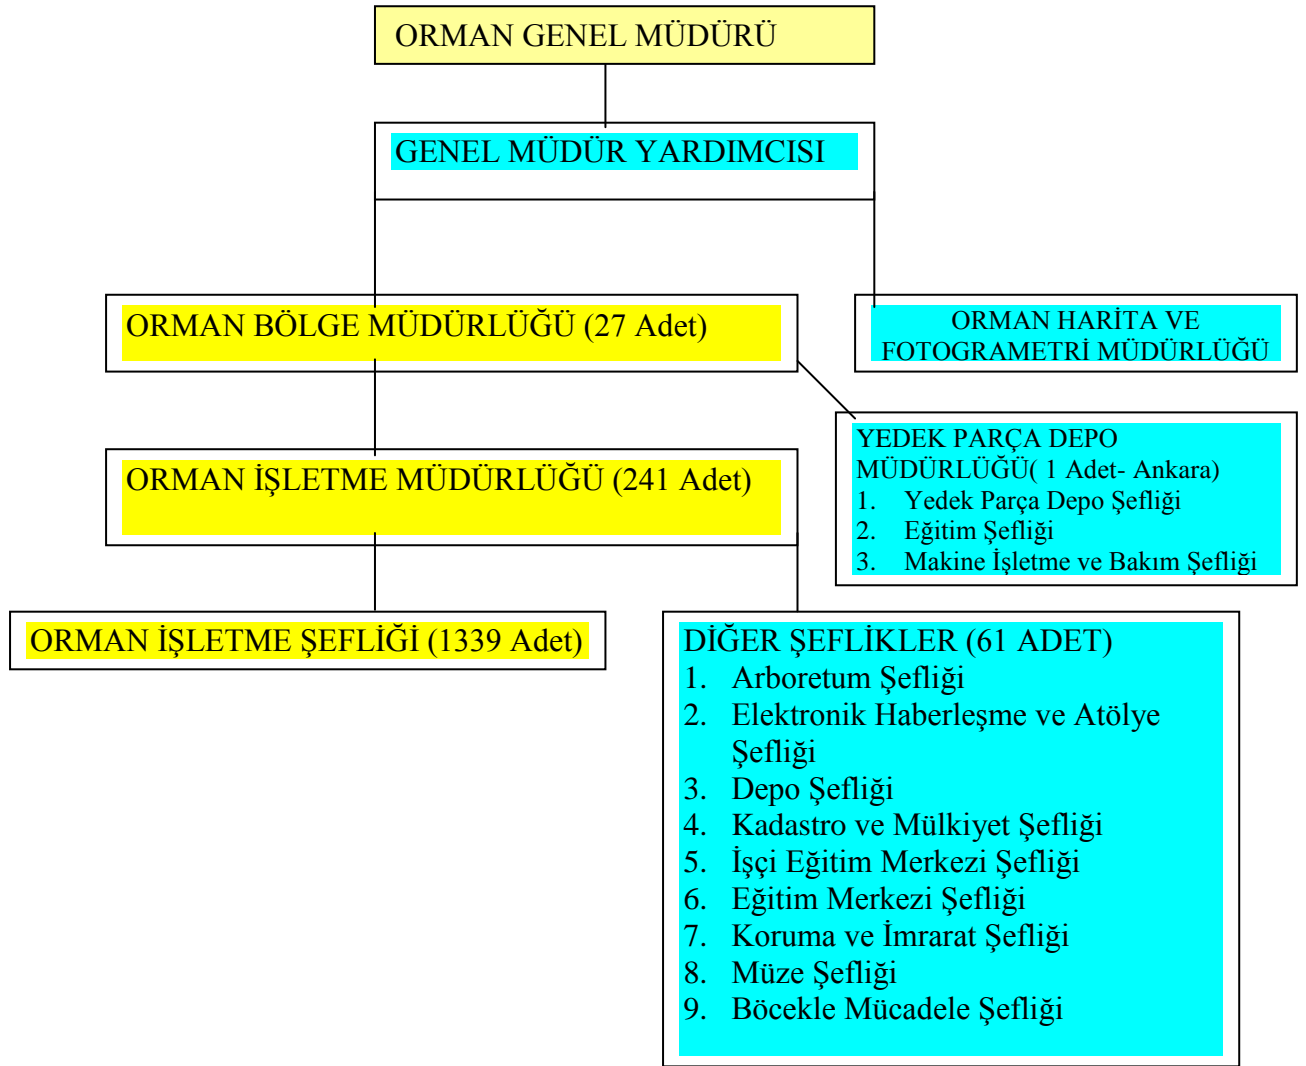 ORMAN GENEL MÜDÜRÜ
GENEL MÜDÜR YARDIMCISI
ORMAN BÖLGE MÜDÜRLÜĞÜ (27 Adet)
ORMAN HARİTA VE
FOTOGRAMETRİ MÜDÜRLÜĞÜ
YEDEK PARÇA DEPO
MÜDÜRLÜĞÜ( 1 Adet- Ankara)
1. Yedek Parça Depo Şefliği
2. Eğitim Şefliği
3. Makine İşletme ve Bakım Şefliği
ORMAN İŞLETME MÜDÜRLÜĞÜ (241 Adet)
ORMAN İŞLETME ŞEFLİĞİ (1339 Adet)
DİĞER ŞEFLİKLER (61 ADET)
1. Arboretum Şefliği
2. Elektronik Haberleşme ve Atölye
Şefliği
3. Depo Şefliği
4. Kadastro ve Mülkiyet Şefliği
5. İşçi Eğitim Merkezi Şefliği
6. Eğitim Merkezi Şefliği
7. Koruma ve İmrarat Şefliği
8. Müze Şefliği
9. Böcekle Mücadele Şefliği